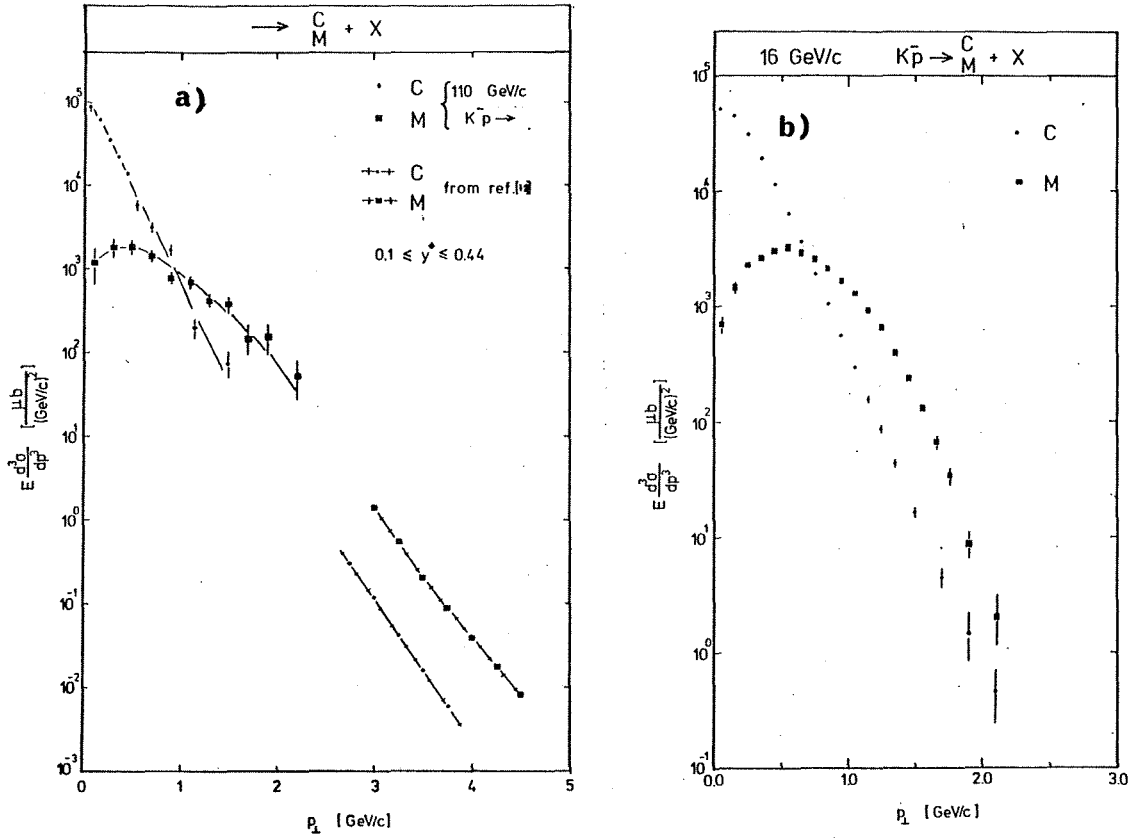 → C/M + X
a)
• C { 110 GeV/c
■ M K⁻p →
C
M from ref.
0.1 ≤ y* ≤ 0.44
10⁵
10⁴
10³
10²
10¹
10⁰
10⁻¹
10⁻²
10⁻³
E d³σ/dp³ [μb/(GeV/c)²]
0 1 2 3 4 5
p⊥ [GeV/c]
16 GeV/c K⁻p → C/M + X
b)
• C
■ M
10⁵
10⁴
10³
10²
10¹
10⁰
10⁻¹
E d³σ/dp³ [μb/(GeV/c)²]
0.0 1.0 2.0 3.0
p⊥ [GeV/c]